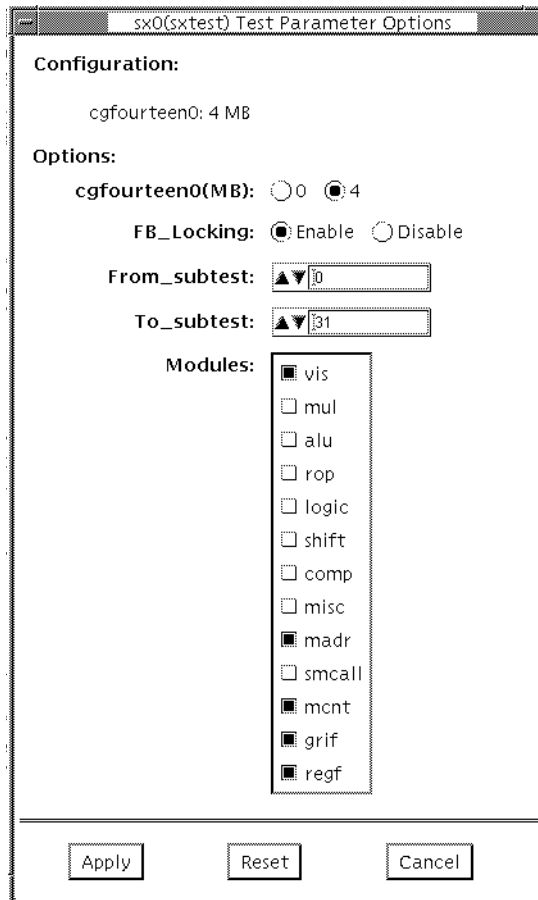 sx0(sxtest) Test Parameter Options
Configuration:
cgfourteen0: 4 MB
Options:
cgfourteen0(MB): 0 4
FB_Locking: Enable Disable
From_subtest: 0
To_subtest: 31
Modules: vis
mul
alu
rop
logic
shift
comp
misc
madr
smcall
mcnt
grif
regf
Apply Reset Cancel